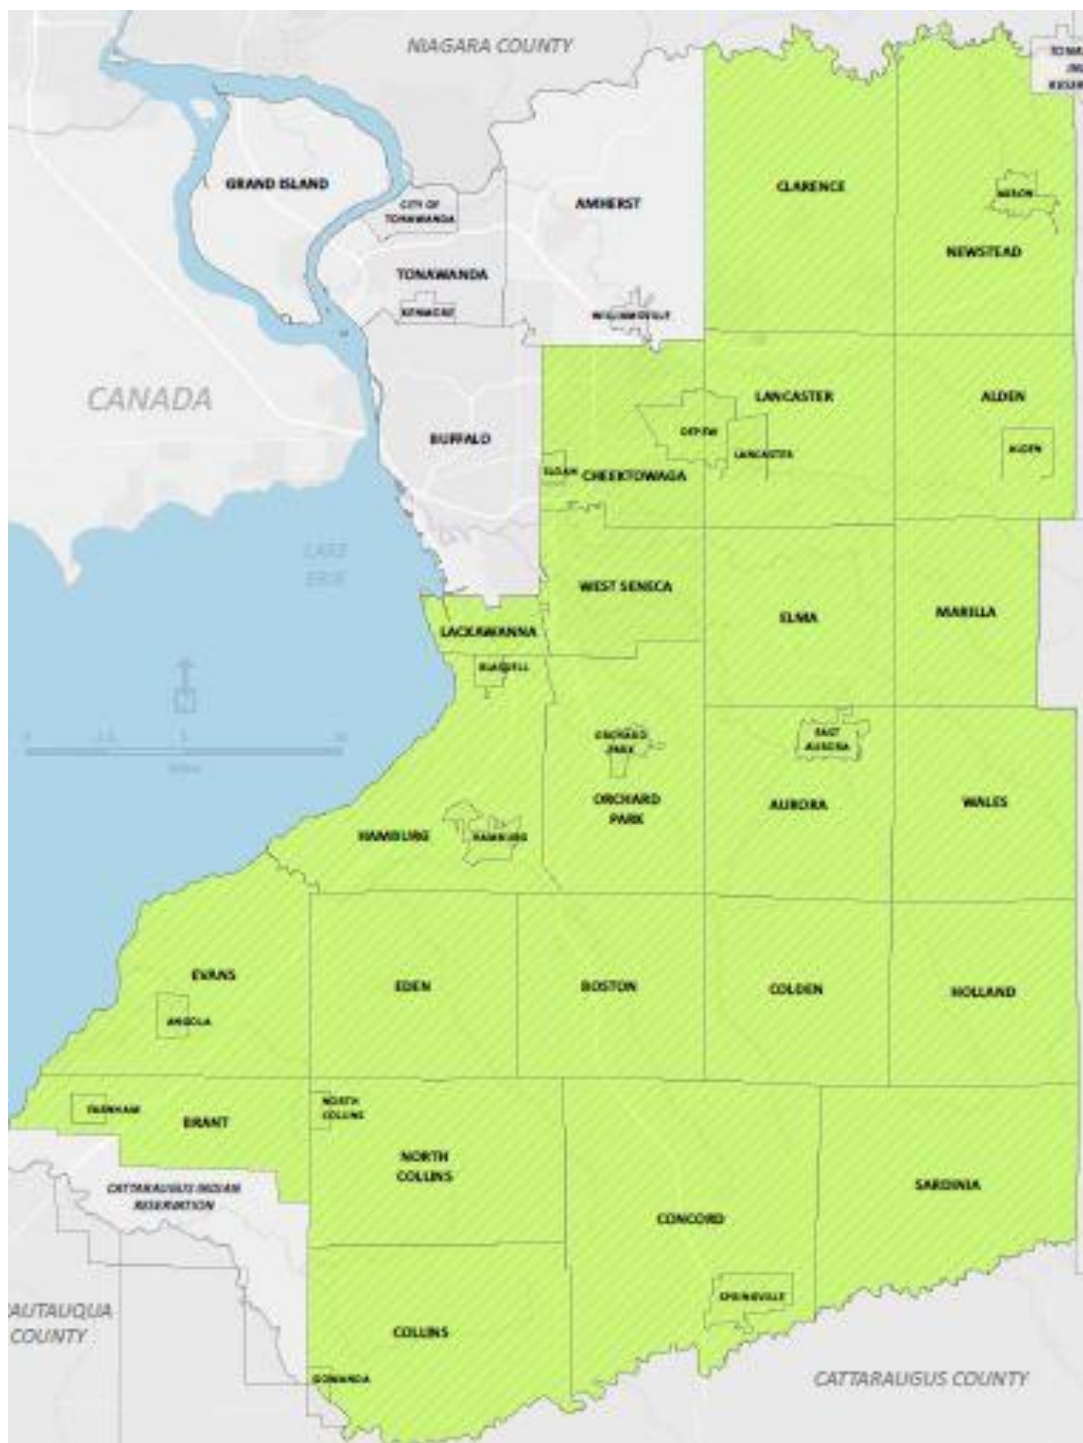 NIAGARA COUNTY
GRAND ISLAND
CLARENCE
CITY OF
TONAWANDA
AMHERST
AKRON
NEWSTEAD
TONAWANDA
KENMORE
WILLIAMSVILLE
CANADA
LANCASTER
ALDEN
BUFFALO
DEPEW
LANCASTER
ALDEN
SLOAN
CHEEKTOWAGA
LAKE
ERIE
WEST SENECA
ELMA
MARILLA
LACKAWANNA
BLASDELL
N
ORCHARD
PARK
EAST
AURORA
ORCHARD
PARK
AURORA
WALES
HAMBURG
HAMBURG
EVANS
EDEN
BOSTON
COLDEN
HOLLAND
ANGOLA
FARNHAM
BRANT
NORTH
COLLINS
NORTH
COLLINS
SARDINIA
CATTARAUGUS INDIAN
RESERVATION
CONCORD
SPRINGVILLE
AUTAUQUA
COUNTY
COLLINS
GOWANDA
CATTARAUGUS COUNTY